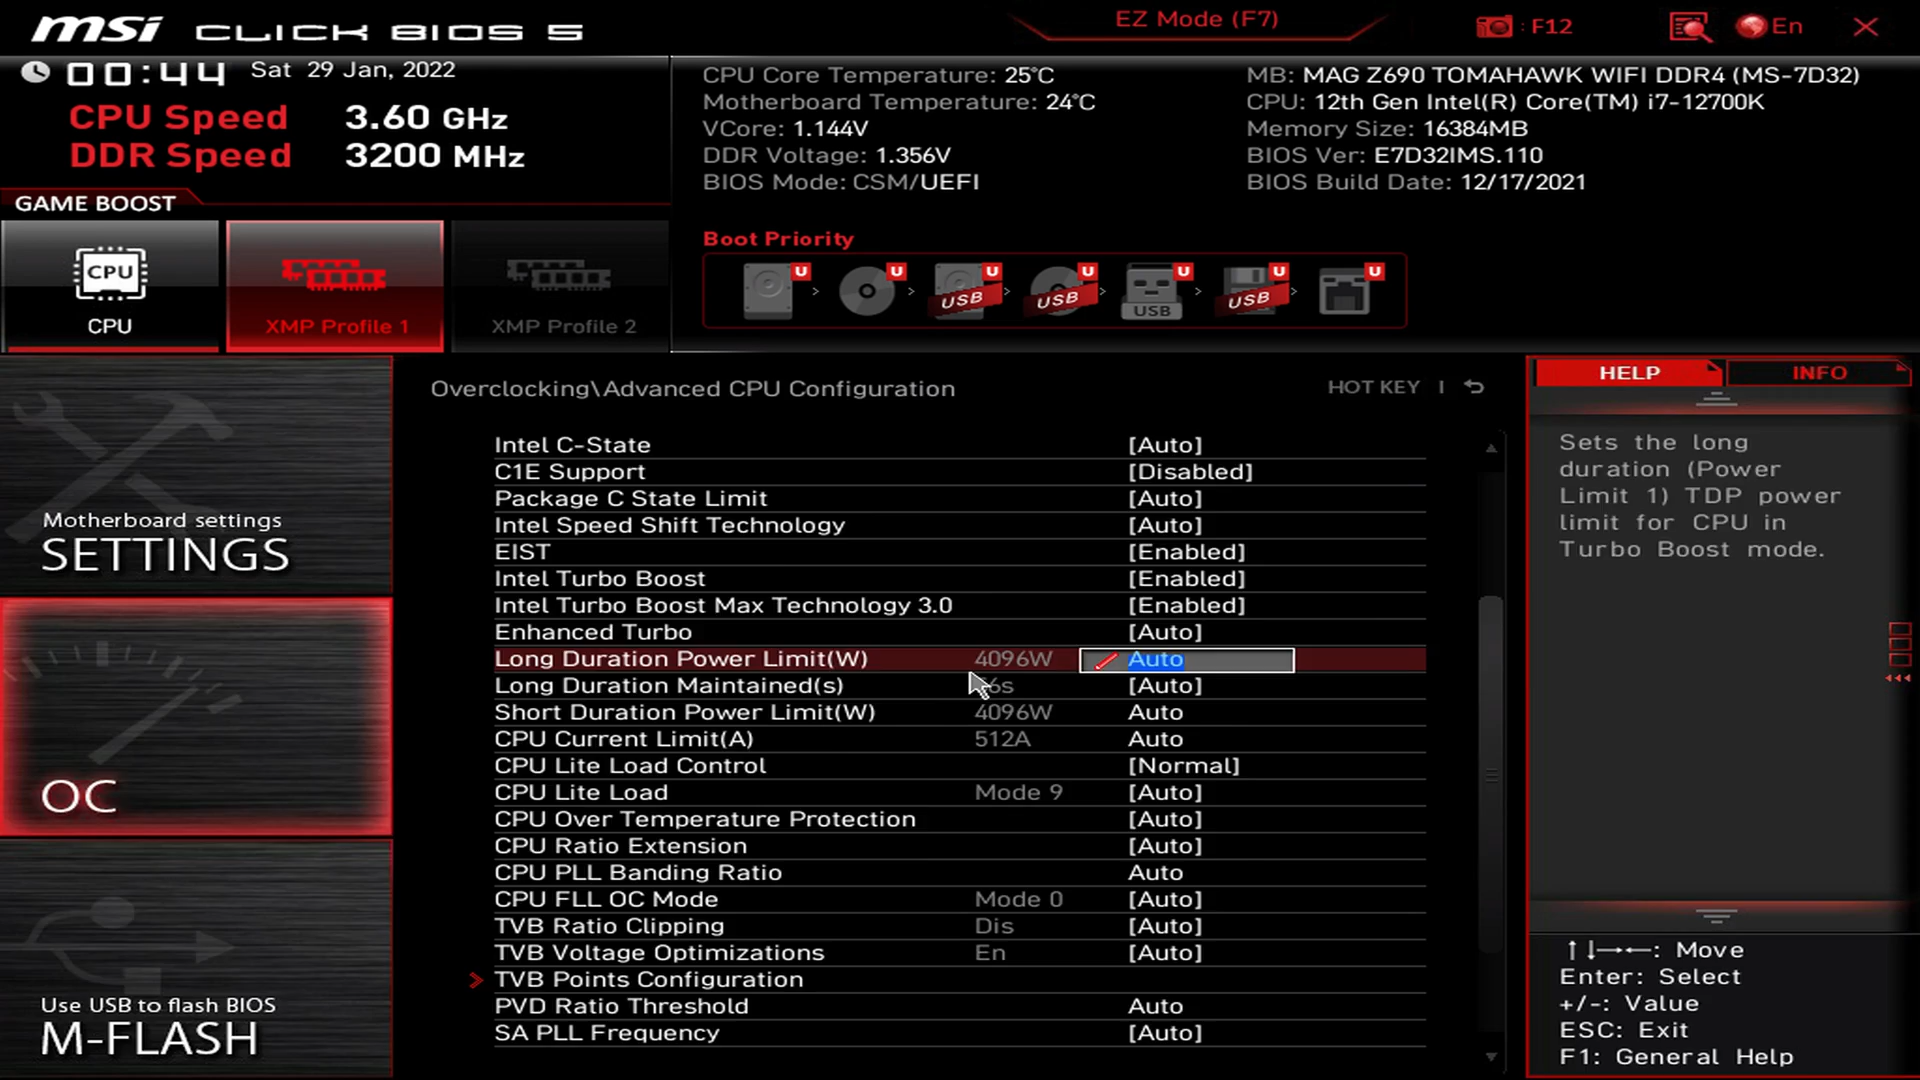 msi CLICK BIOS 5
EZ Mode (F7)
: F12
En
00:44 Sat 29 Jan, 2022
CPU Speed 3.60 GHz
DDR Speed 3200 MHz
CPU Core Temperature: 25°C
Motherboard Temperature: 24°C
VCore: 1.144V
DDR Voltage: 1.356V
BIOS Mode: CSM/UEFI
MB: MAG Z690 TOMAHAWK WIFI DDR4 (MS-7D32)
CPU: 12th Gen Intel(R) Core(TM) i7-12700K
Memory Size: 16384MB
BIOS Ver: E7D32IMS.110
BIOS Build Date: 12/17/2021
GAME BOOST
CPU
CPU
XMP Profile 1
XMP Profile 2
Boot Priority
U U U U U U U
USB USB USB USB
Motherboard settings
SETTINGS
OC
Use USB to flash BIOS
M-FLASH
Overclocking\Advanced CPU Configuration
HOT KEY |
Intel C-State [Auto]
C1E Support [Disabled]
Package C State Limit [Auto]
Intel Speed Shift Technology [Auto]
EIST [Enabled]
Intel Turbo Boost [Enabled]
Intel Turbo Boost Max Technology 3.0 [Enabled]
Enhanced Turbo [Auto]
Long Duration Power Limit(W) 4096W Auto
Long Duration Maintained(s) 6s [Auto]
Short Duration Power Limit(W) 4096W Auto
CPU Current Limit(A) 512A Auto
CPU Lite Load Control [Normal]
CPU Lite Load Mode 9 [Auto]
CPU Over Temperature Protection [Auto]
CPU Ratio Extension [Auto]
CPU PLL Banding Ratio Auto
CPU FLL OC Mode Mode 0 [Auto]
TVB Ratio Clipping Dis [Auto]
TVB Voltage Optimizations En [Auto]
> TVB Points Configuration
PVD Ratio Threshold Auto
SA PLL Frequency [Auto]
HELP
INFO
Sets the long
duration (Power
Limit 1) TDP power
limit for CPU in
Turbo Boost mode.
↑↓→←: Move
Enter: Select
+/-: Value
ESC: Exit
F1: General Help